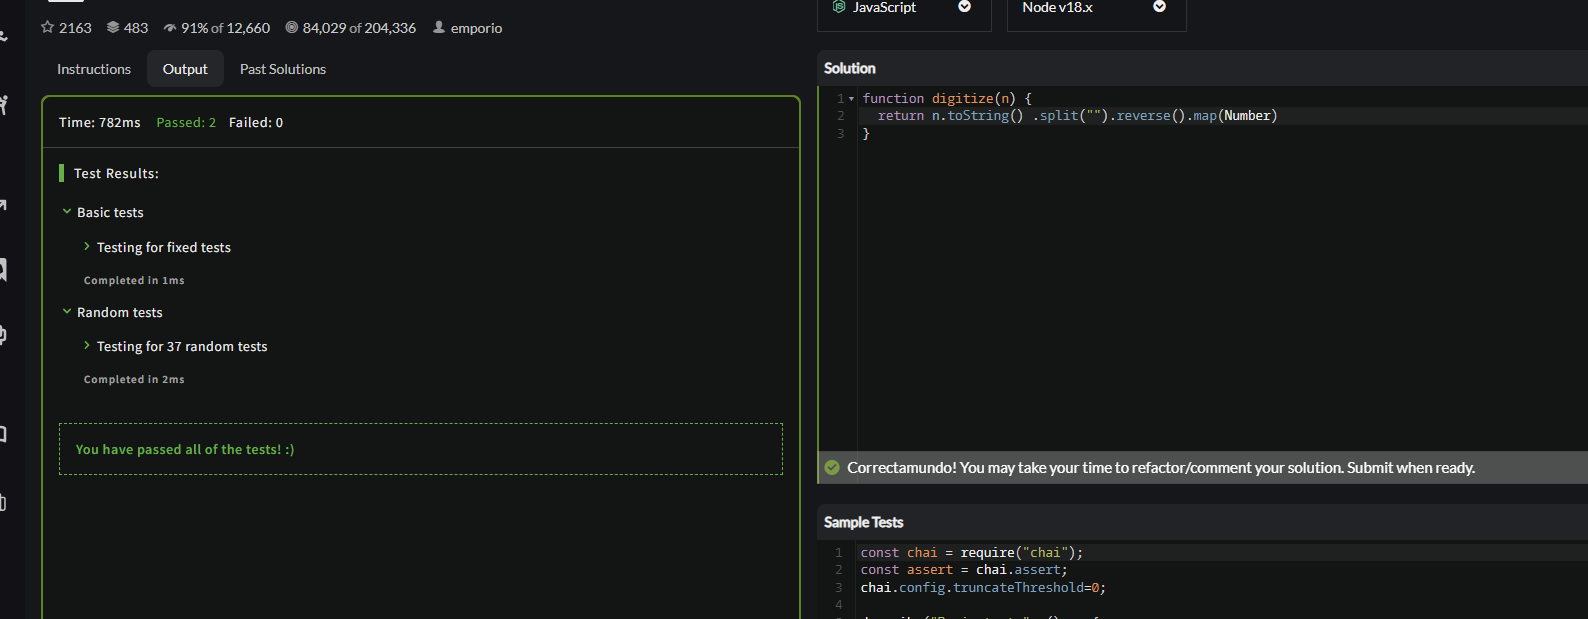 2163 483 91% of 12,660 84,029 of 204,336 emporio
JavaScript Node v18.x
Instructions Output Past Solutions
Time: 782ms Passed: 2 Failed: 0
Test Results:
Basic tests
Testing for fixed tests
Completed in 1ms
Random tests
Testing for 37 random tests
Completed in 2ms
You have passed all of the tests! :)
Solution
1 function digitize(n) {
2 return n.toString() .split("").reverse().map(Number)
3 }
Correctamundo! You may take your time to refactor/comment your solution. Submit when ready.
Sample Tests
1 const chai = require("chai");
2 const assert = chai.assert;
3 chai.config.truncateThreshold=0;
4